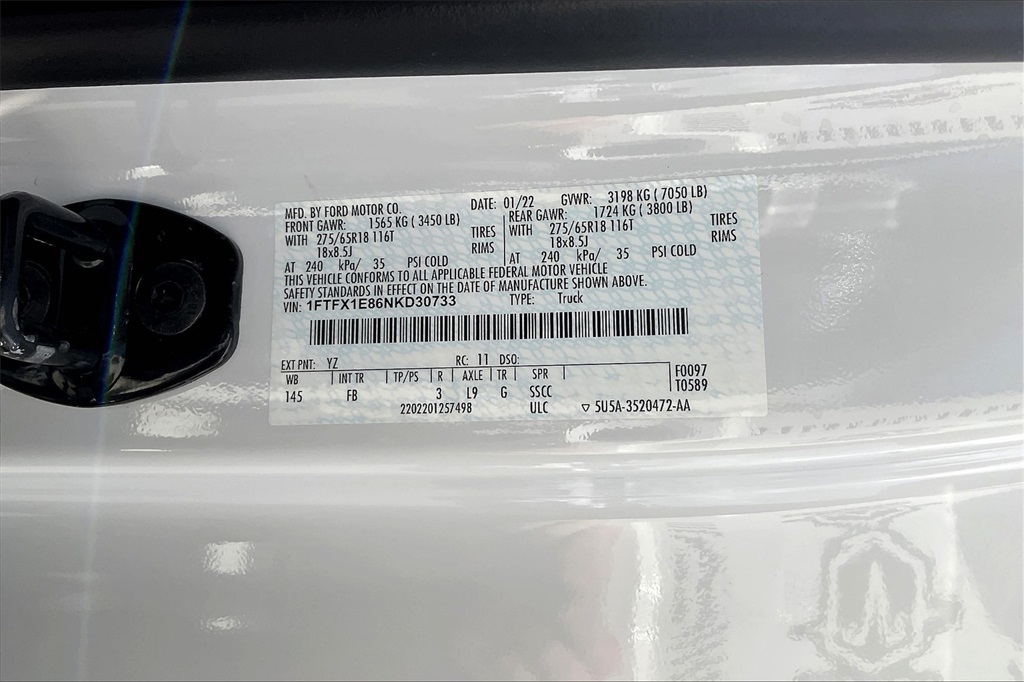 MFD. BY FORD MOTOR CO. DATE: 01/22 GVWR: 3198 KG ( 7050 LB)
FRONT GAWR: 1565 KG ( 3450 LB) REAR GAWR: 1724 KG ( 3800 LB)
WITH 275/65R18 116T TIRES WITH 275/65R18 116T TIRES
18x8.5J RIMS 18x8.5J RIMS
AT 240 kPa/ 35 PSI COLD AT 240 kPa/ 35 PSI COLD
THIS VEHICLE CONFORMS TO ALL APPLICABLE FEDERAL MOTOR VEHICLE
SAFETY STANDARDS IN EFFECT ON THE DATE OF MANUFACTURE SHOWN ABOVE.
VIN: 1FTFX1E86NKD30733 TYPE: Truck
EXT PNT: YZ RC: 11 DSO:
WB INT TR TP/PS R AXLE TR SPR F0097
145 FB 3 L9 G SSCC T0589
2202201257498 ULC ▽ 5U5A-3520472-AA